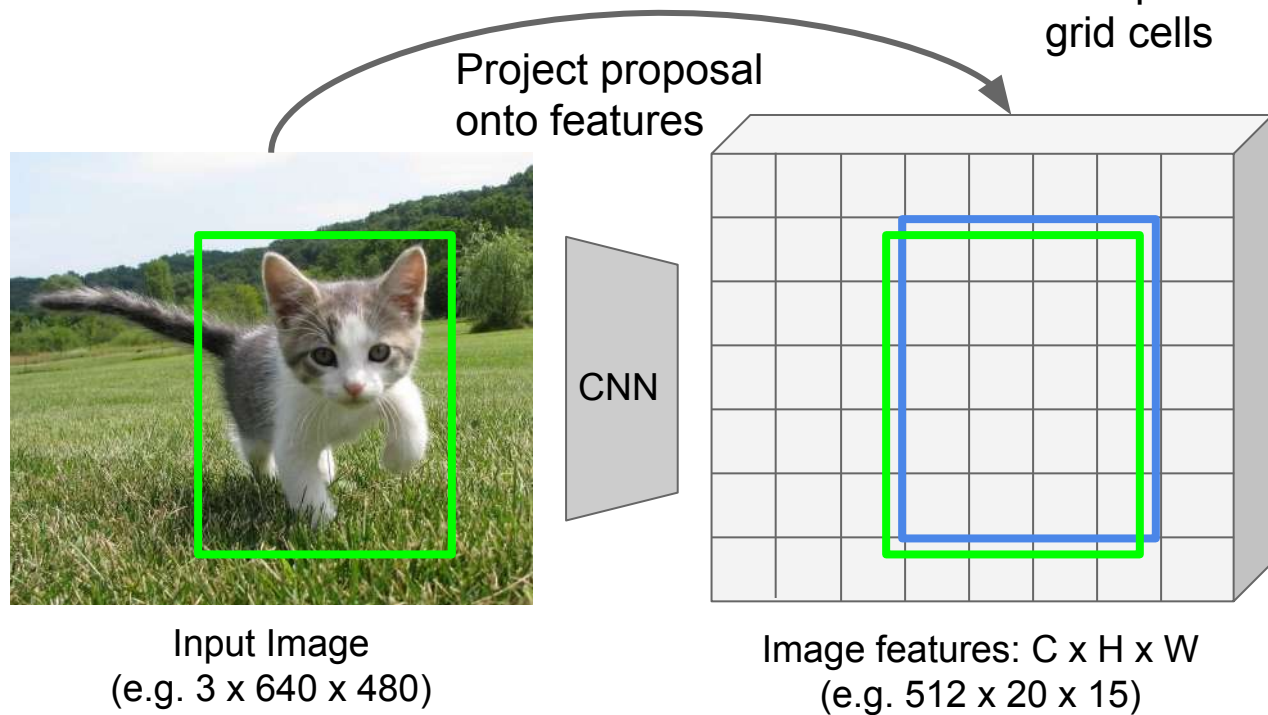 grid cells
Project proposal
onto features
CNN
Input Image
(e.g. 3 x 640 x 480)
Image features: C x H x W
(e.g. 512 x 20 x 15)